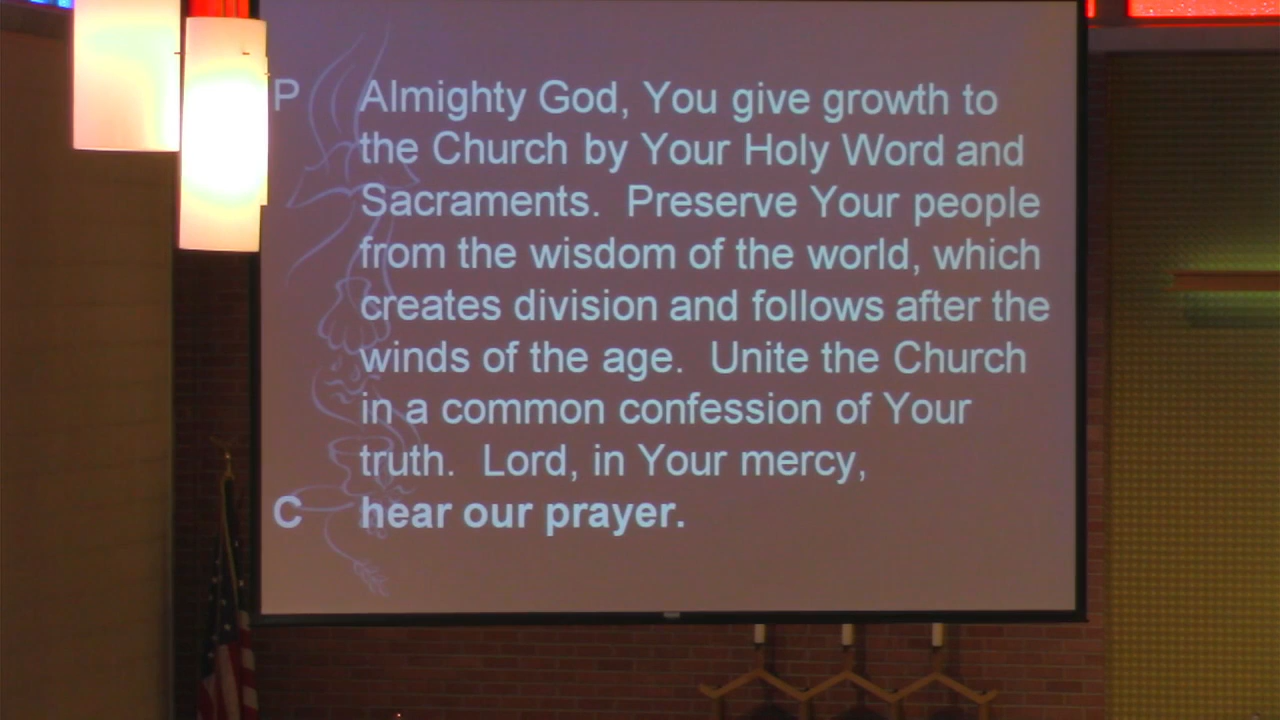 P Almighty God, You give growth to
the Church by Your Holy Word and
Sacraments. Preserve Your people
from the wisdom of the world, which
creates division and follows after the
winds of the age. Unite the Church
in a common confession of Your
truth. Lord, in Your mercy,
C hear our prayer.